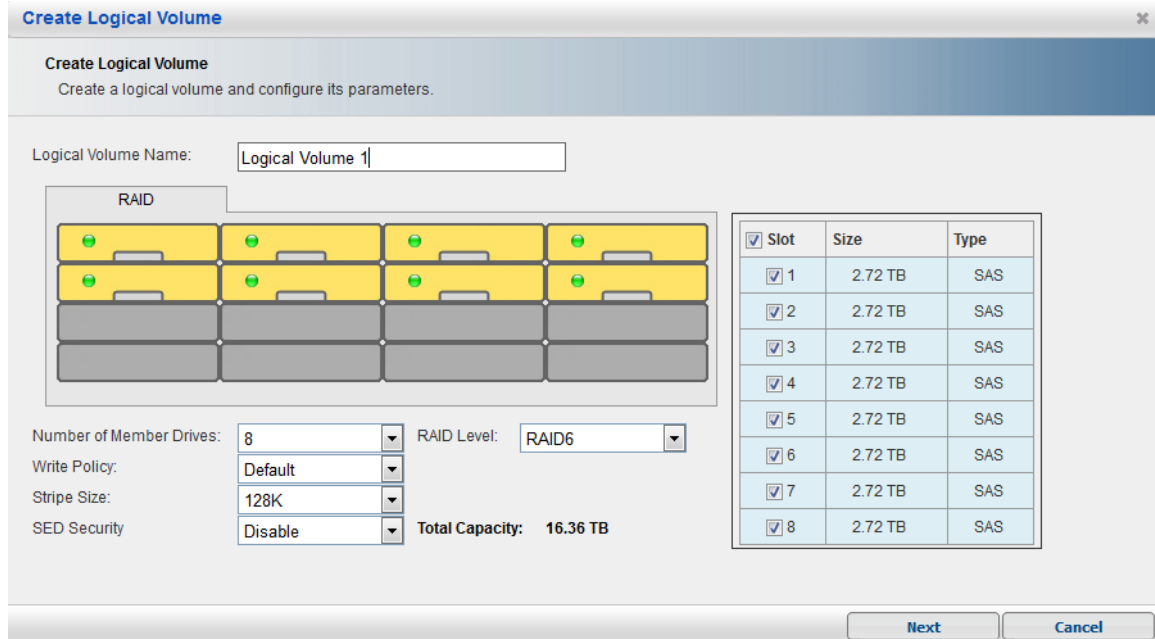 Create Logical Volume
Create Logical Volume
Create a logical volume and configure its parameters.
Logical Volume Name: Logical Volume 1
RAID
Slot Size Type
1 2.72 TB SAS
2 2.72 TB SAS
3 2.72 TB SAS
4 2.72 TB SAS
5 2.72 TB SAS
6 2.72 TB SAS
7 2.72 TB SAS
8 2.72 TB SAS
Number of Member Drives: 8 RAID Level: RAID6
Write Policy: Default
Stripe Size: 128K
SED Security Disable Total Capacity: 16.36 TB
Next Cancel